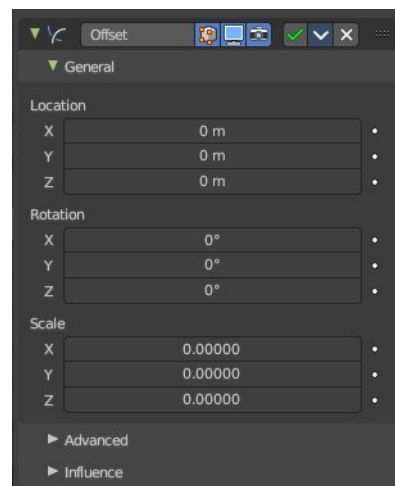 Offset
General
Location
X 0 m
Y 0 m
Z 0 m
Rotation
X 0°
Y 0°
Z 0°
Scale
X 0.00000
Y 0.00000
Z 0.00000
Advanced
Influence